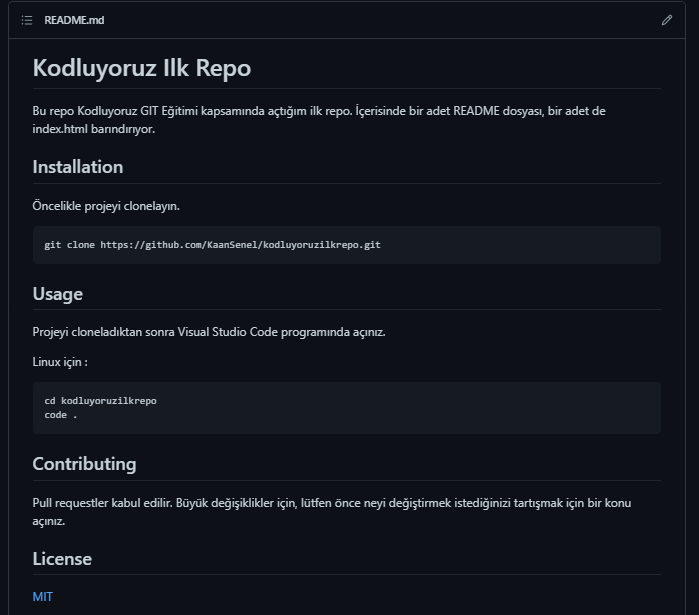 README.md
Kodluyoruz Ilk Repo
Bu repo Kodluyoruz GIT Eğitimi kapsamında açtığım ilk repo. İçerisinde bir adet README dosyası, bir adet de
index.html barındırıyor.
Installation
Öncelikle projeyi clonelayın.
git clone https://github.com/KaanSenel/kodluyoruzilkrepo.git
Usage
Projeyi cloneladıktan sonra Visual Studio Code programında açınız.
Linux için :
cd kodluyoruzilkrepo
code .
Contributing
Pull requestler kabul edilir. Büyük değişiklikler için, lütfen önce neyi değiştirmek istediğinizi tartışmak için bir konu
açınız.
License
MIT